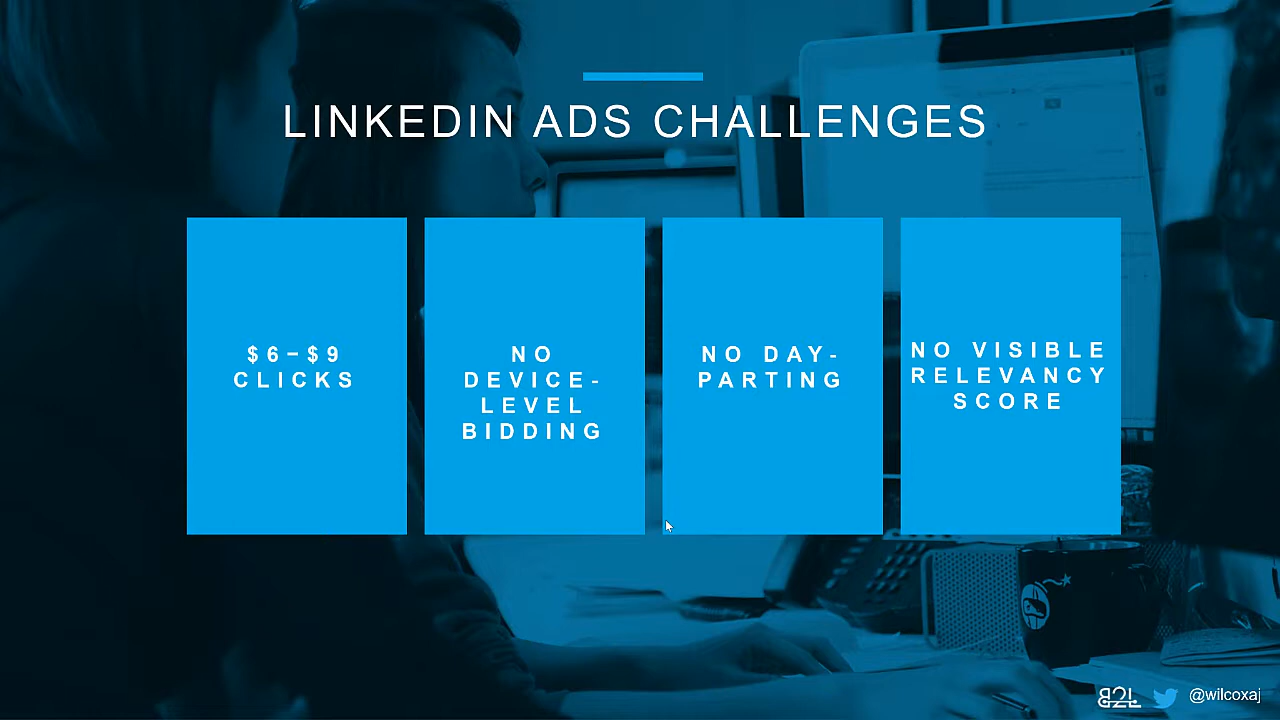 LINKEDIN ADS CHALLENGES
$6–$9
CLICKS
NO
DEVICE-
LEVEL
BIDDING
NO DAY-
PARTING
NO VISIBLE
RELEVANCY
SCORE
B2L
@wilcoxaj